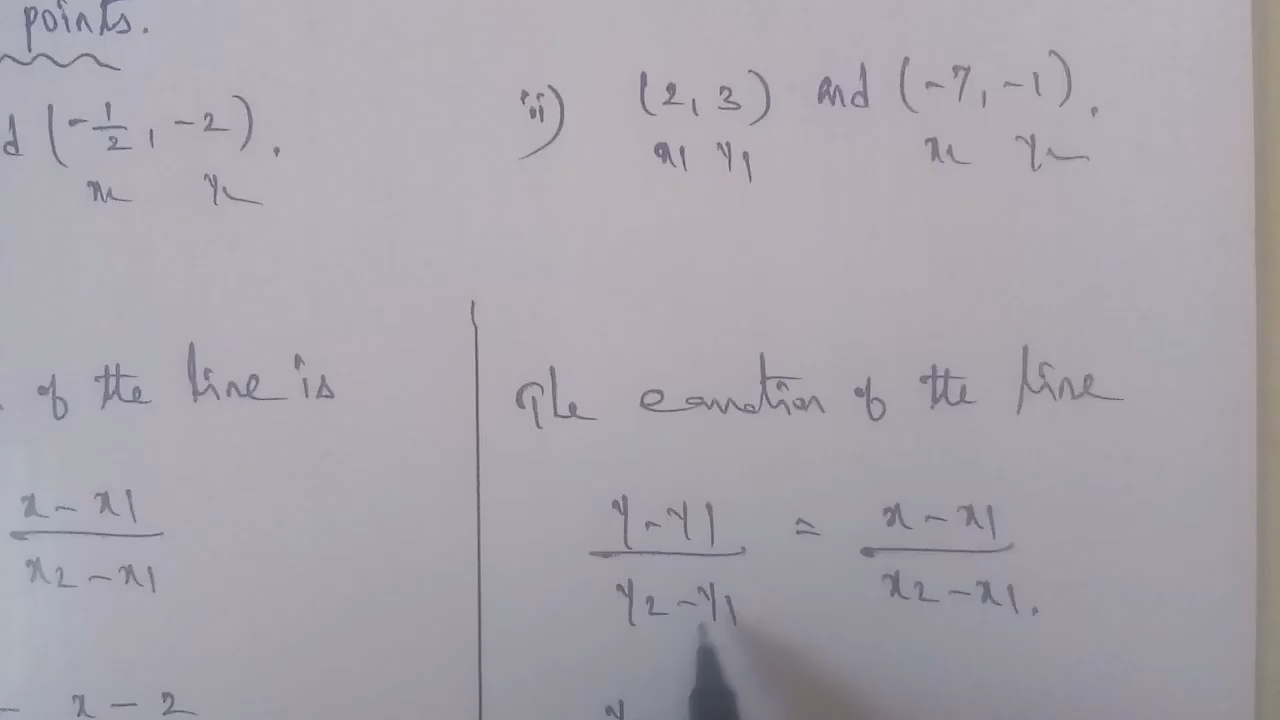 points.
d (-1/2, -2).
x2 y2
of the line is
x - x1
x2 - x1
x - 2
ii) (2, 3) and (-7, -1).
x1 y1 x2 y2
The equation of the line
y - y1 = x - x1
y2 - y1 x2 - x1.
y